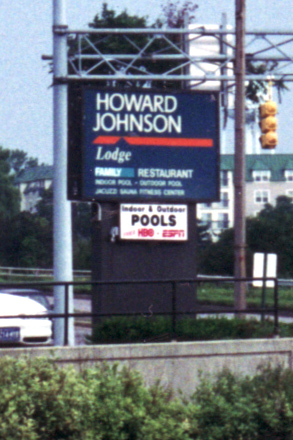 HOWARD
JOHNSON
Lodge
FAMILY RESTAURANT
INDOOR POOL - OUTDOOR POOL
JACUZZI SAUNA FITNESS CENTER
Indoor & Outdoor
POOLS
HBO - ESPN